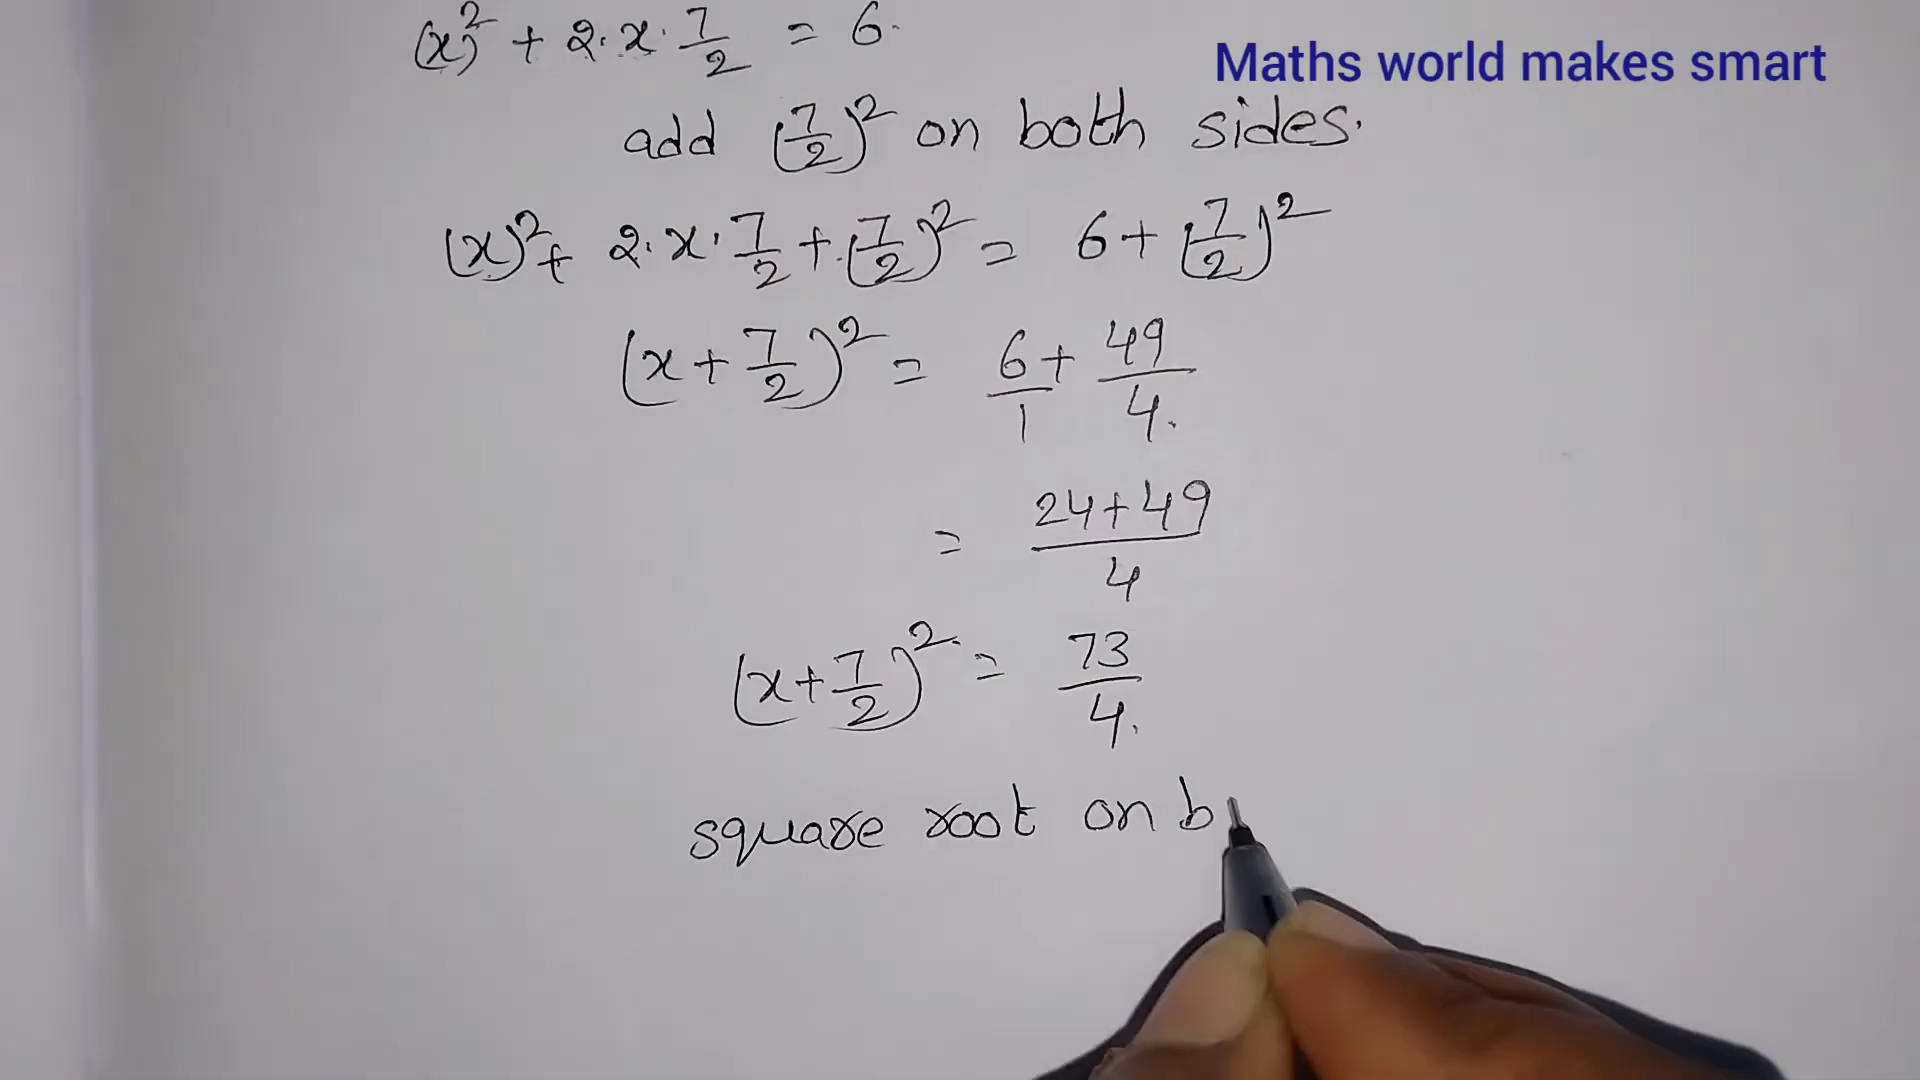 (x)² + 2·x·7/2 = 6.
Maths world makes smart
add (7/2)² on both sides.
(x)² + 2·x·7/2 + (7/2)² = 6 + (7/2)²
(x + 7/2)² = 6/1 + 49/4.
= 24+49/4
(x + 7/2)² = 73/4.
square root on b